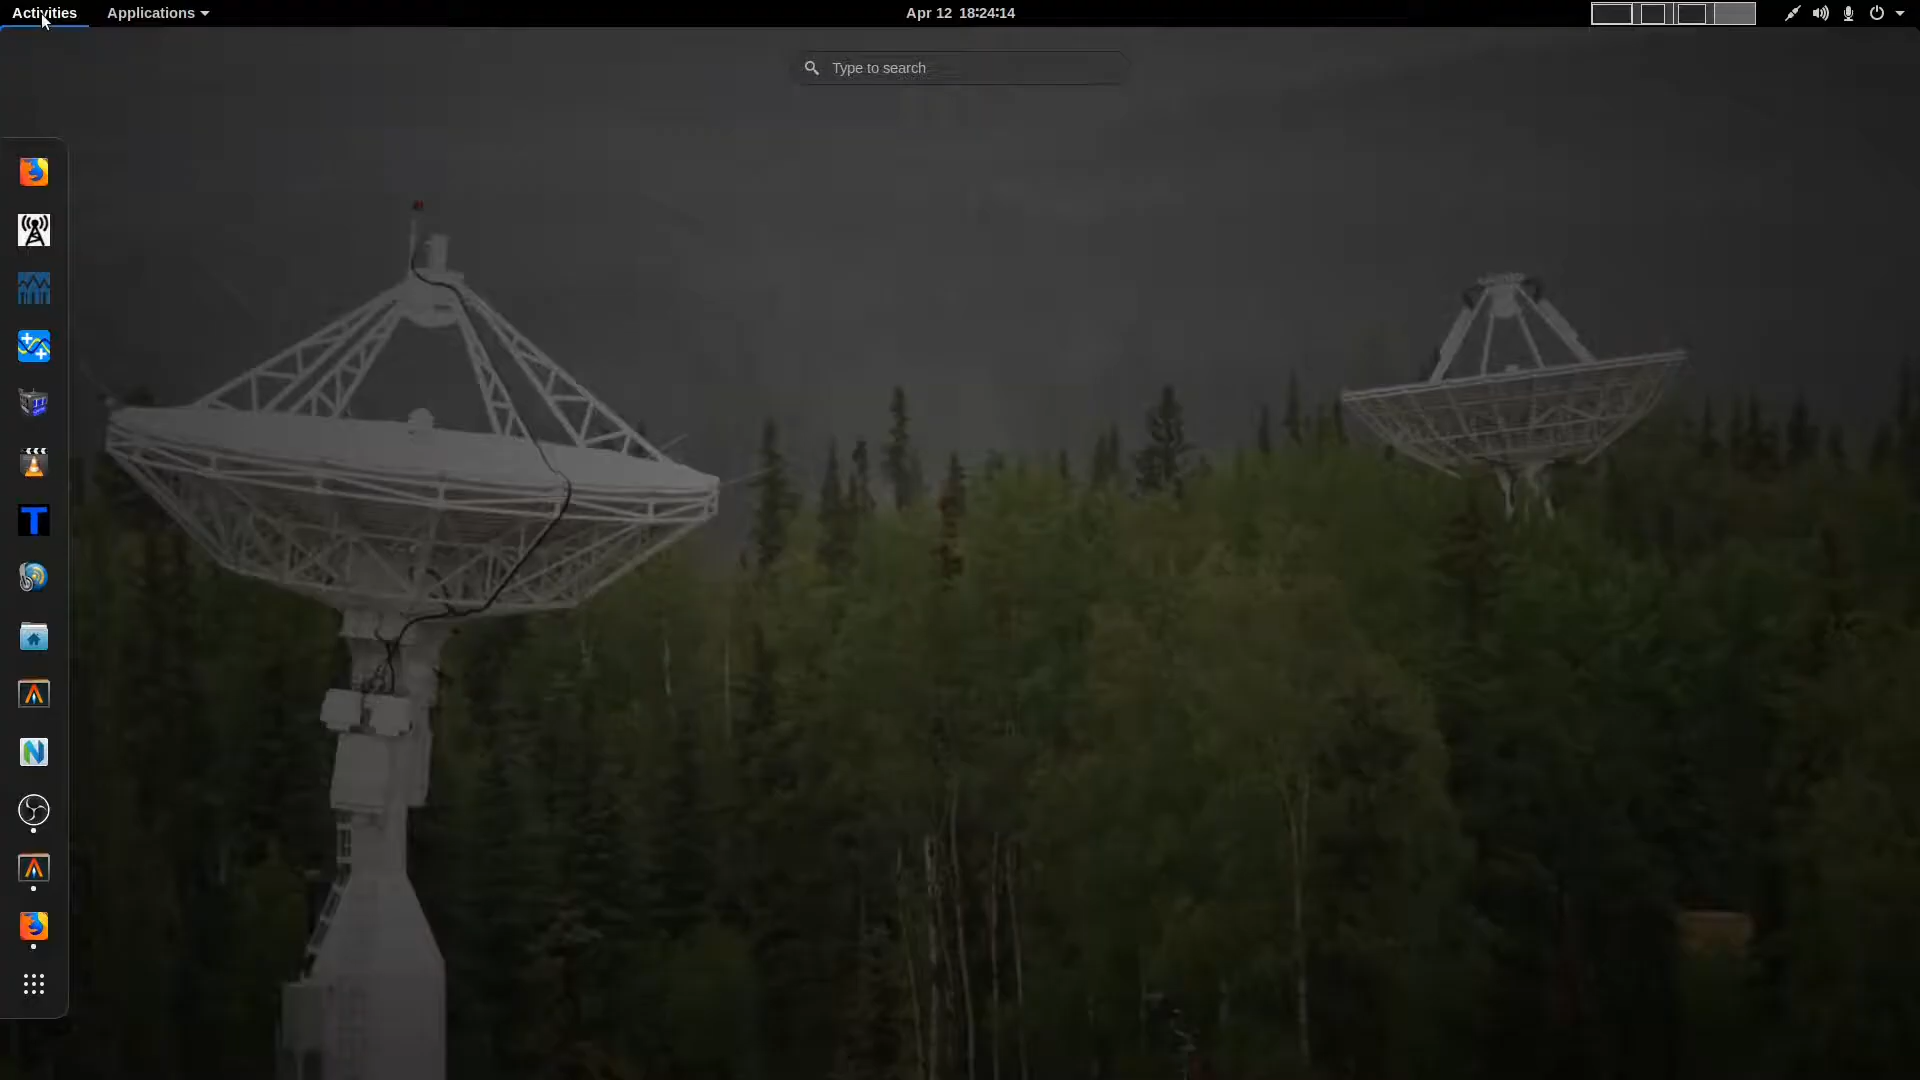 Activities
Applications
Apr 12 18:24:14
Type to search
T
N